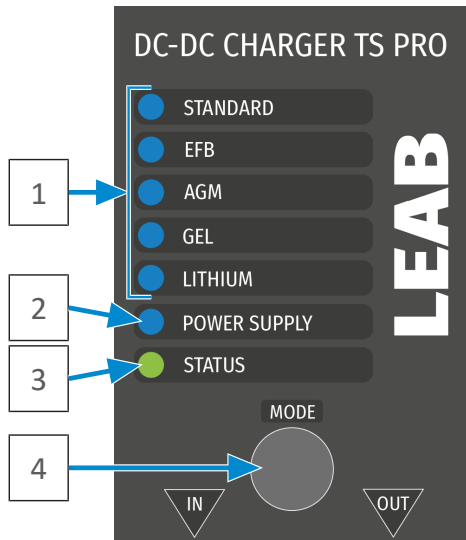 DC-DC CHARGER TS PRO
STANDARD
EFB
1
AGM
GEL
LITHIUM
2
POWER SUPPLY
3
STATUS
LEAB
MODE
4
IN
OUT